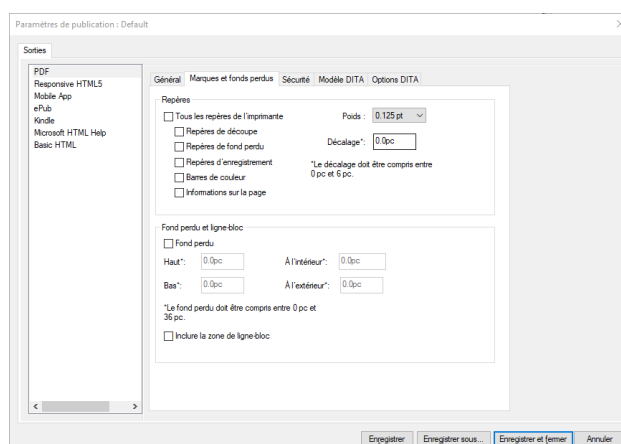 Paramètres de publication : Default
Sorties
PDF
Responsive HTML5
Mobile App
ePub
Kindle
Microsoft HTML Help
Basic HTML
Général
Marques et fonds perdus
Sécurité
Modèle DITA
Options DITA
Repères
Tous les repères de l'imprimante
Poids :
0.125 pt
Repères de découpe
Repères de fond perdu
Décalage*:
0.0pc
Repères d'enregistrement
*Le décalage doit être compris entre
0 pc et 6 pc.
Barres de couleur
Informations sur la page
Fond perdu et ligne-bloc
Fond perdu
Haut*:
0.0pc
À l'intérieur*:
0.0pc
Bas*:
0.0pc
À l'extérieur*:
0.0pc
*Le fond perdu doit être compris entre 0 pc et
36 pc.
Inclure la zone de ligne-bloc
Enregistrer
Enregistrer sous...
Enregistrer et fermer
Annuler